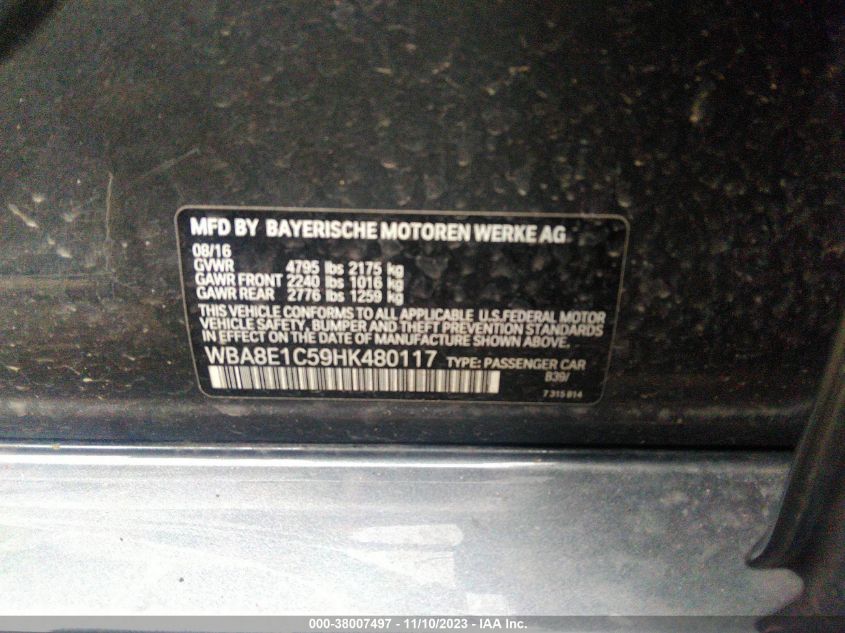 MFD BY BAYERISCHE MOTOREN WERKE AG
08/16
GVWR 4795 lbs 2175 kg
GAWR FRONT 2240 lbs 1016 kg
GAWR REAR 2776 lbs 1259 kg
THIS VEHICLE CONFORMS TO ALL APPLICABLE U.S.FEDERAL MOTOR
VEHICLE SAFETY, BUMPER AND THEFT PREVENTION STANDARDS
IN EFFECT ON THE DATE OF MANUFACTURE SHOWN ABOVE.
WBA8E1C59HK480117 TYPE: PASSENGER CAR
B39/
7 315 814
000-38007497 - 11/10/2023 - IAA Inc.